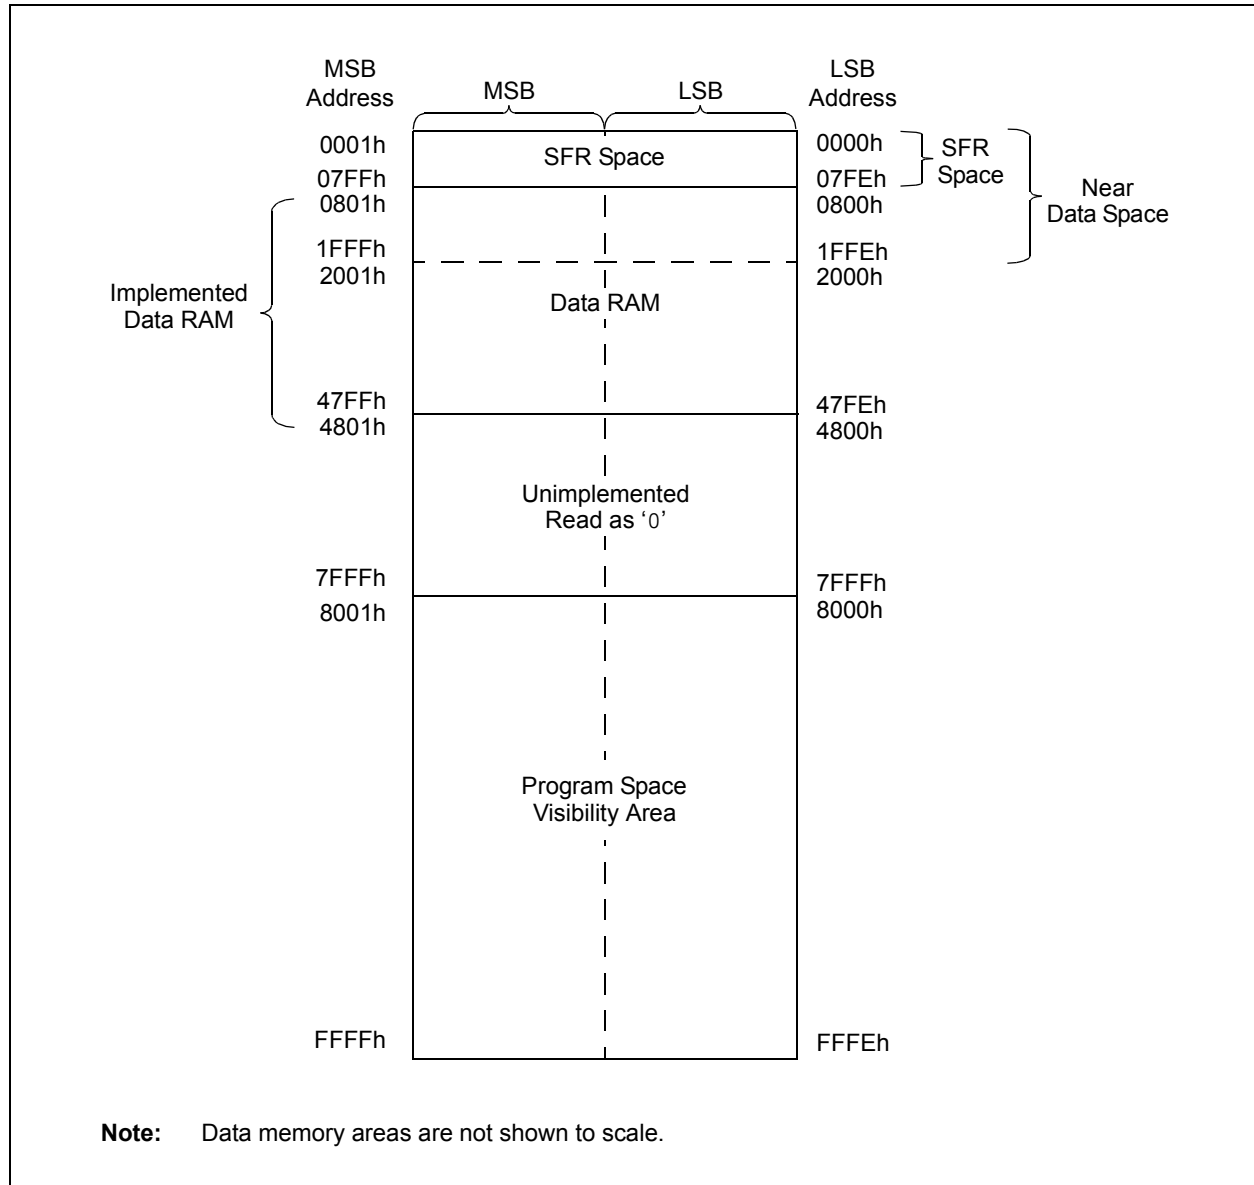 MSB
Address
MSB
LSB
LSB
Address
0001h
SFR Space
0000h
SFR
Space
07FFh
07FEh
0801h
0800h
Near
Data Space
1FFFh
1FFEh
2001h
2000h
Implemented
Data RAM
Data RAM
47FFh
47FEh
4801h
4800h
Unimplemented
Read as ‘0’
7FFFh
7FFFh
8001h
8000h
Program Space
Visibility Area
FFFFh
FFFEh
Note: Data memory areas are not shown to scale.